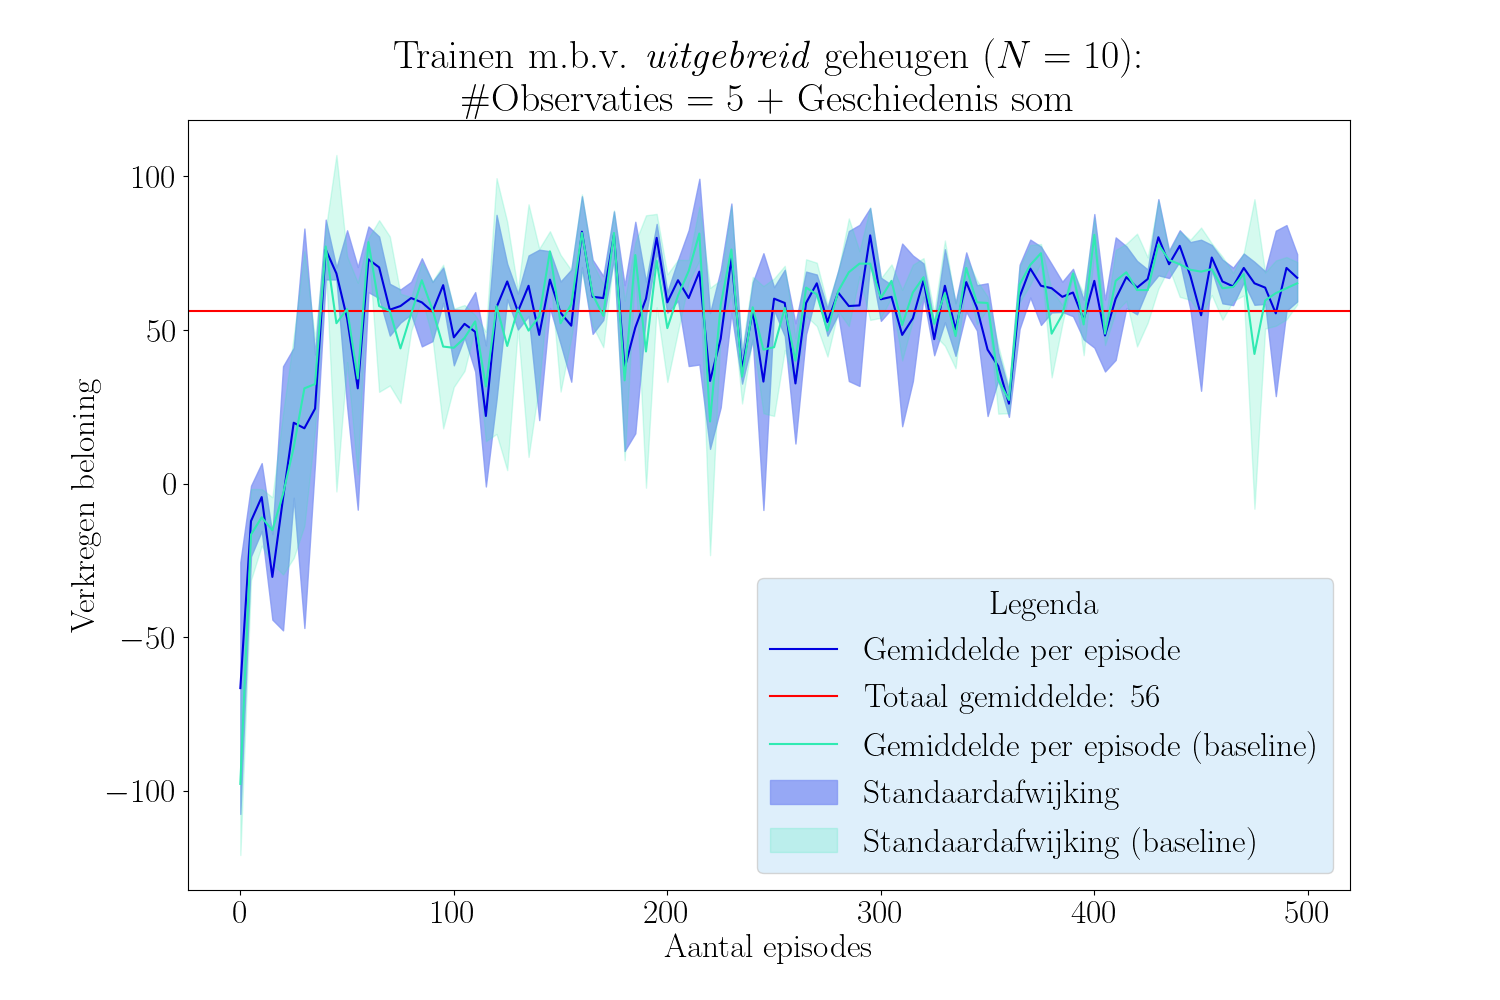 Trainen m.b.v. uitgebreid geheugen (N = 10):
#Observaties = 5 + Geschiedenis som
Verkregen beloning
100
50
0
−50
−100
Legenda
Gemiddelde per episode
Totaal gemiddelde: 56
Gemiddelde per episode (baseline)
Standaardafwijking
Standaardafwijking (baseline)
0 100 200 300 400 500
Aantal episodes